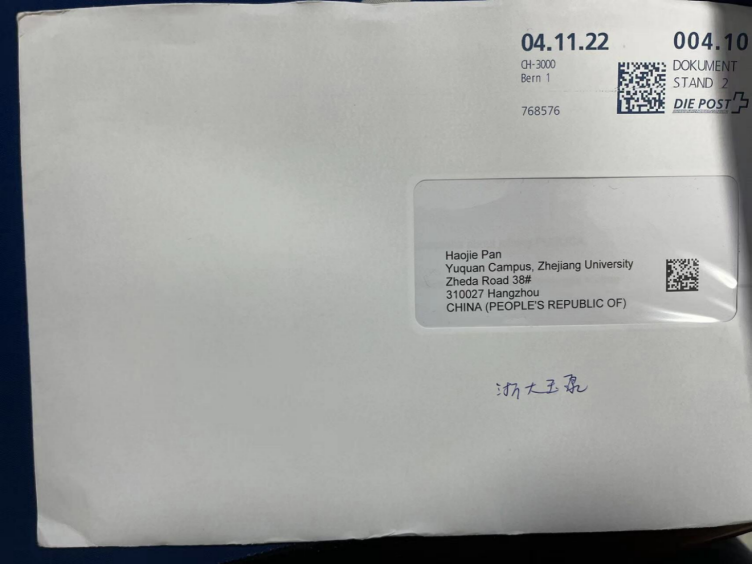 04.11.22
CH-3000
Bern 1
768576
004.10
DOKUMENT
STAND 2
DIE POST
Haojie Pan
Yuquan Campus, Zhejiang University
Zheda Road 38#
310027 Hangzhou
CHINA (PEOPLE'S REPUBLIC OF)
浙大玉泉